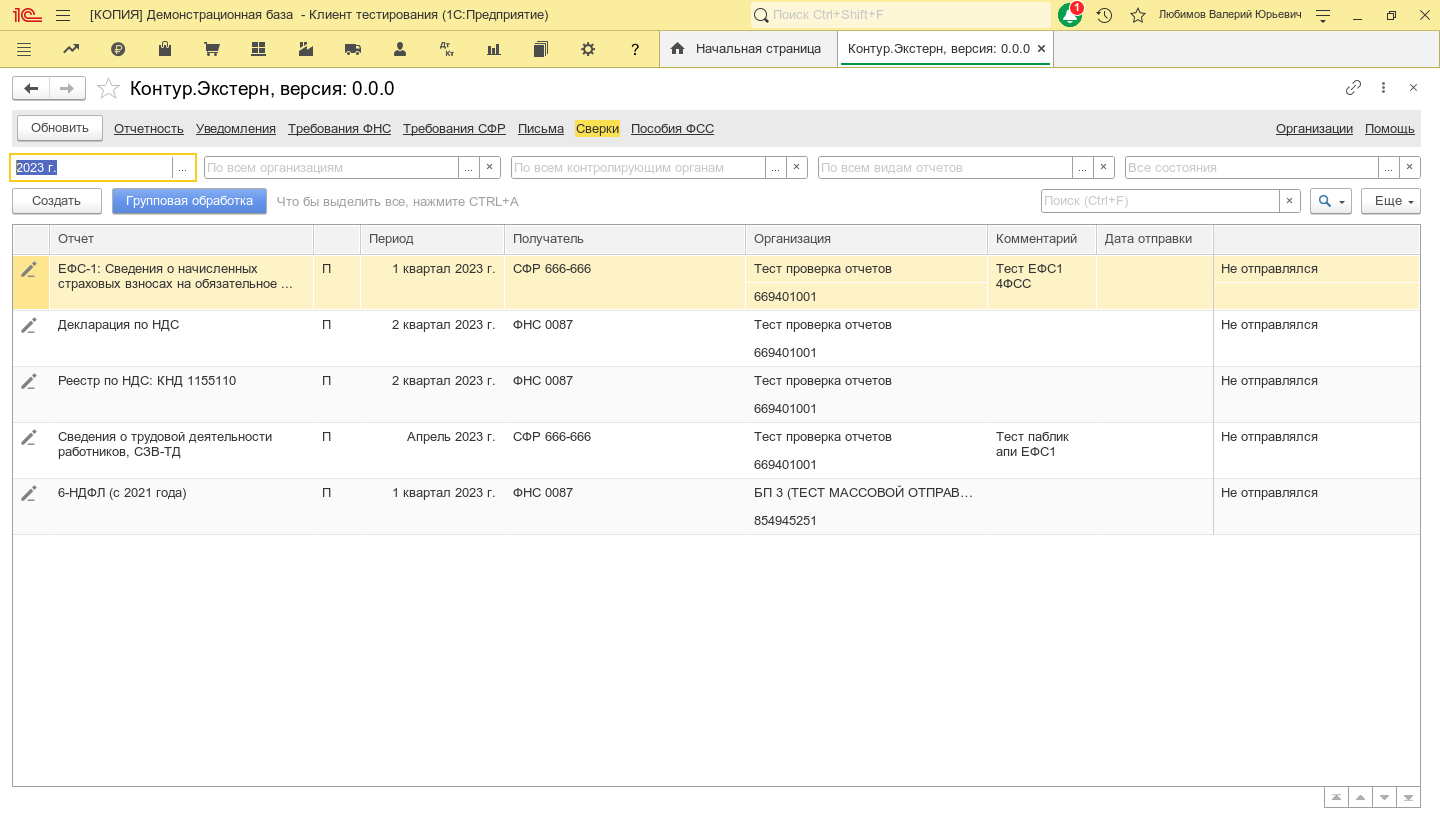 [КОПИЯ] Демонстрационная база - Клиент тестирования (1С:Предприятие)
Поиск Ctrl+Shift+F
1
Любимов Валерий Юрьевич
Дт Кт
?
Начальная страница
Контур.Экстерн, версия: 0.0.0
Контур.Экстерн, версия: 0.0.0
Обновить Отчетность Уведомления Требования ФНС Требования СФР Письма Сверки Пособия ФСС Организации Помощь
2023 г. ... По всем организациям ... × По всем контролирующим органам ... × По всем видам отчетов ... × Все состояния ... ×
Создать Групповая обработка Что бы выделить все, нажмите CTRL+A Поиск (Ctrl+F) × Еще
Отчет Период Получатель Организация Комментарий Дата отправки
ЕФС-1: Сведения о начисленных П 1 квартал 2023 г. СФР 666-666 Тест проверка отчетов Тест ЕФС1 Не отправлялся
страховых взносах на обязательное ... 4ФСС
669401001
Декларация по НДС П 2 квартал 2023 г. ФНС 0087 Тест проверка отчетов Не отправлялся
669401001
Реестр по НДС: КНД 1155110 П 2 квартал 2023 г. ФНС 0087 Тест проверка отчетов Не отправлялся
669401001
Сведения о трудовой деятельности П Апрель 2023 г. СФР 666-666 Тест проверка отчетов Тест паблик Не отправлялся
работников, СЗВ-ТД апи ЕФС1
669401001
6-НДФЛ (с 2021 года) П 1 квартал 2023 г. ФНС 0087 БП 3 (ТЕСТ МАССОВОЙ ОТПРАВ... Не отправлялся
854945251